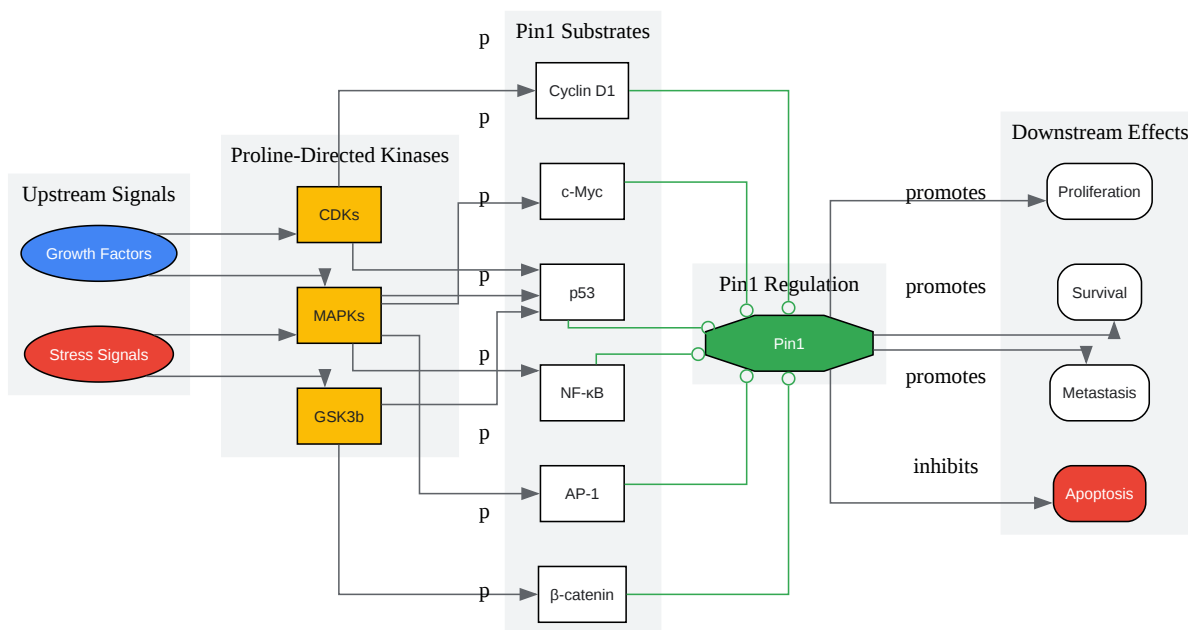 Upstream Signals
Growth Factors
Stress Signals
Proline-Directed Kinases
CDKs
MAPKs
GSK3b
p
p
p
p
p
p
p
p
Pin1 Substrates
Cyclin D1
c-Myc
p53
NF-κB
AP-1
β-catenin
Pin1 Regulation
Pin1
promotes
promotes
promotes
inhibits
Downstream Effects
Proliferation
Survival
Metastasis
Apoptosis